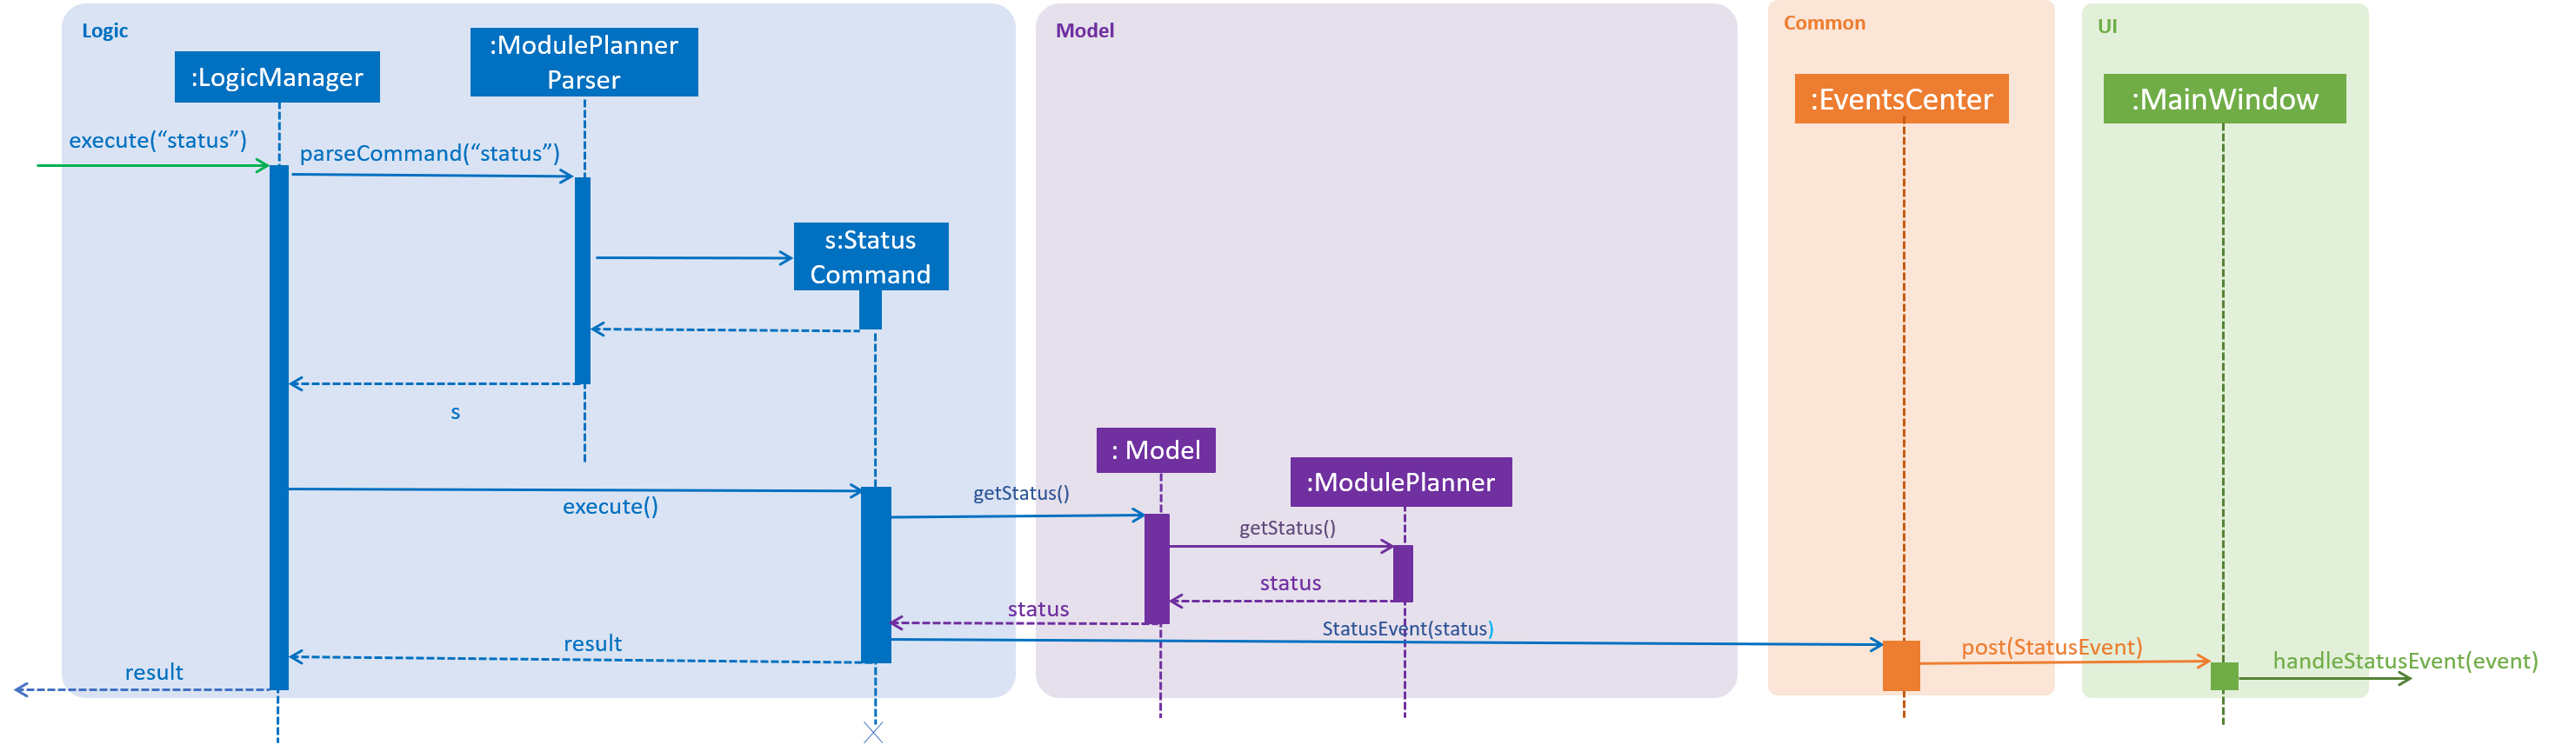 Logic
Model
Common
UI
:LogicManager
:ModulePlanner
Parser
:EventsCenter
:MainWindow
execute(“status”)
parseCommand(“status”)
s:Status
Command
s
: Model
:ModulePlanner
execute()
getStatus()
getStatus()
status
status
StatusEvent(status)
result
result
post(StatusEvent)
handleStatusEvent(event)